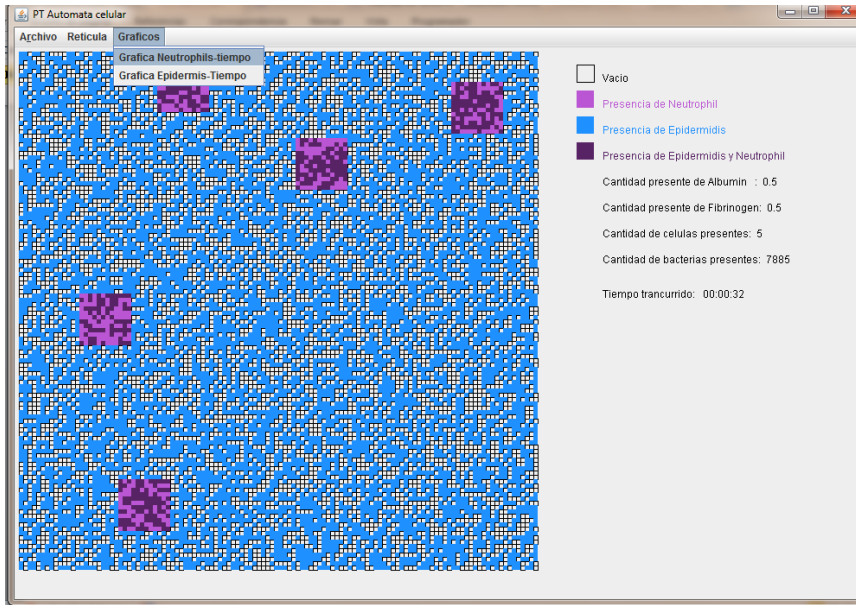 PT Automata celular
Archivo Reticula Graficos
Grafica Neutrophils-tiempo
Grafica Epidermis-Tiempo
Vacio
Presencia de Neutrophil
Presencia de Epidermidis
Presencia de Epidermidis y Neutrophil
Cantidad presente de Albumin : 0.5
Cantidad presente de Fibrinogen: 0.5
Cantidad de celulas presentes: 5
Cantidad de bacterias presentes: 7885
Tiempo trancurrido: 00:00:32